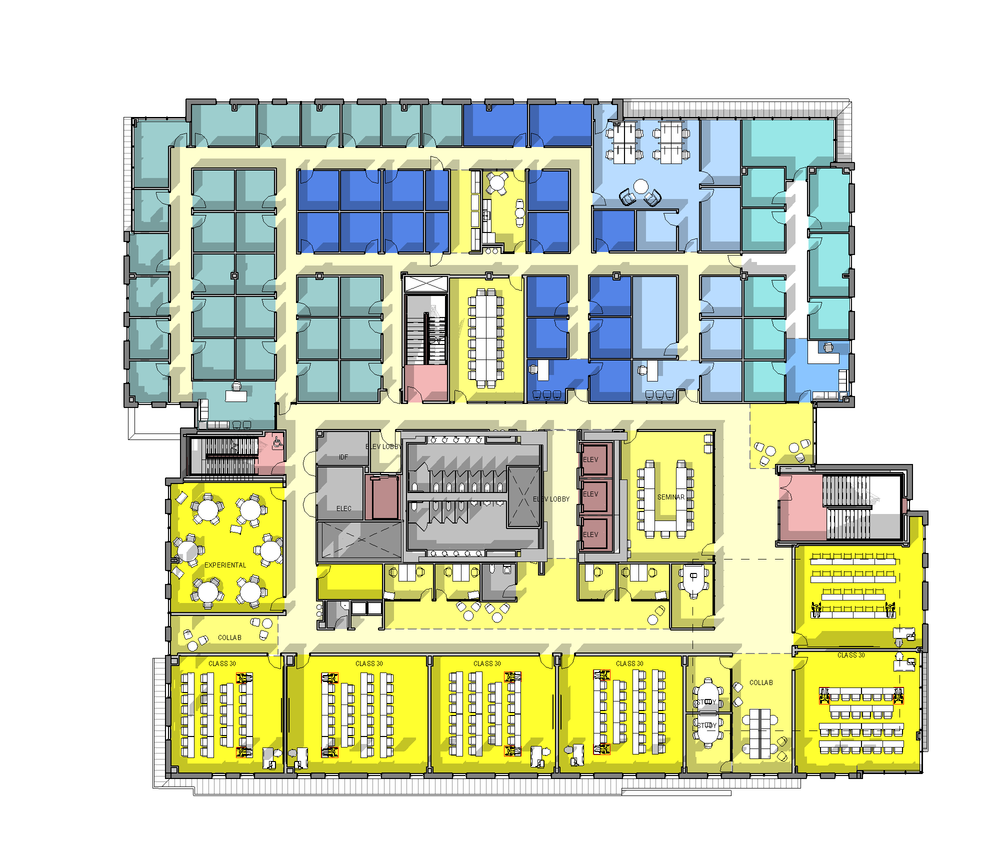 ELEV LOBBY
IDF
ELEV
ELEC
ELEV LOBBY
ELEV
SEMINAR
ELEV
EXPERIENTAL
COLLAB
CLASS 30
CLASS 30
CLASS 30
CLASS 30
CLASS 30
COLLAB
STUDY
STUDY